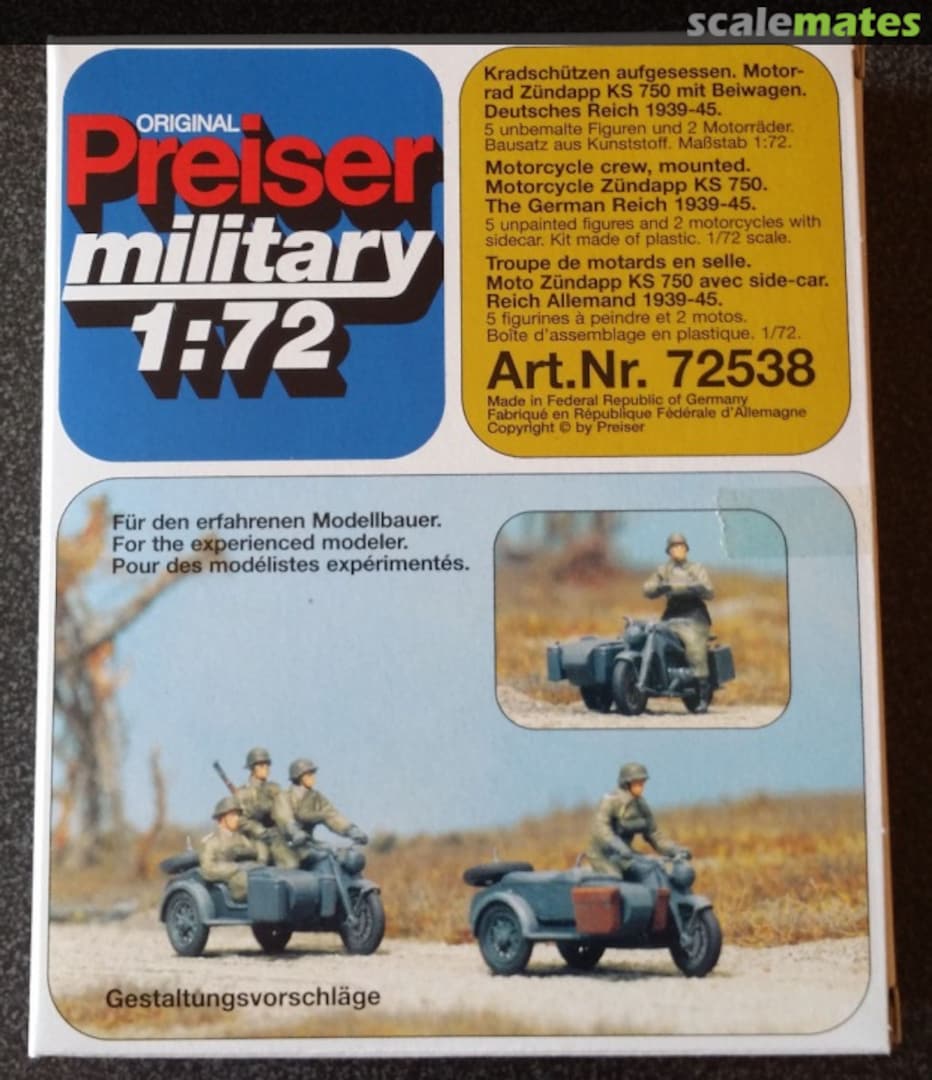 scalemates
ORIGINAL
Preiser
military
1:72
Kradschützen aufgesessen. Motor-
rad Zündapp KS 750 mit Beiwagen.
Deutsches Reich 1939-45.
5 unbemalte Figuren und 2 Motorräder.
Bausatz aus Kunststoff. Maßstab 1:72.
Motorcycle crew, mounted.
Motorcycle Zündapp KS 750.
The German Reich 1939-45.
5 unpainted figures and 2 motorcycles with
sidecar. Kit made of plastic. 1/72 scale.
Troupe de motards en selle.
Moto Zündapp KS 750 avec side-car.
Reich Allemand 1939-45.
5 figurines à peindre et 2 motos.
Boîte d'assemblage en plastique. 1/72.
Art.Nr. 72538
Made in Federal Republic of Germany
Fabriqué en République Fédérale d'Allemagne
Copyright © by Preiser
Für den erfahrenen Modellbauer.
For the experienced modeler.
Pour des modélistes expérimentés.
Gestaltungsvorschläge